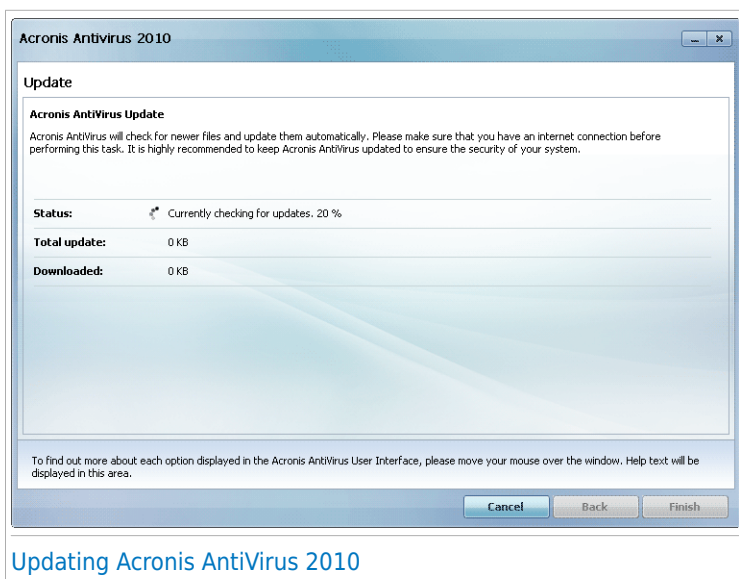 Acronis Antivirus 2010
Update
Acronis AntiVirus Update
Acronis AntiVirus will check for newer files and update them automatically. Please make sure that you have an internet connection before
performing this task. It is highly recommended to keep Acronis AntiVirus updated to ensure the security of your system.
Status: Currently checking for updates. 20 %
Total update: 0 KB
Downloaded: 0 KB
To find out more about each option displayed in the Acronis AntiVirus User Interface, please move your mouse over the window. Help text will be
displayed in this area.
Cancel Back Finish
Updating Acronis AntiVirus 2010